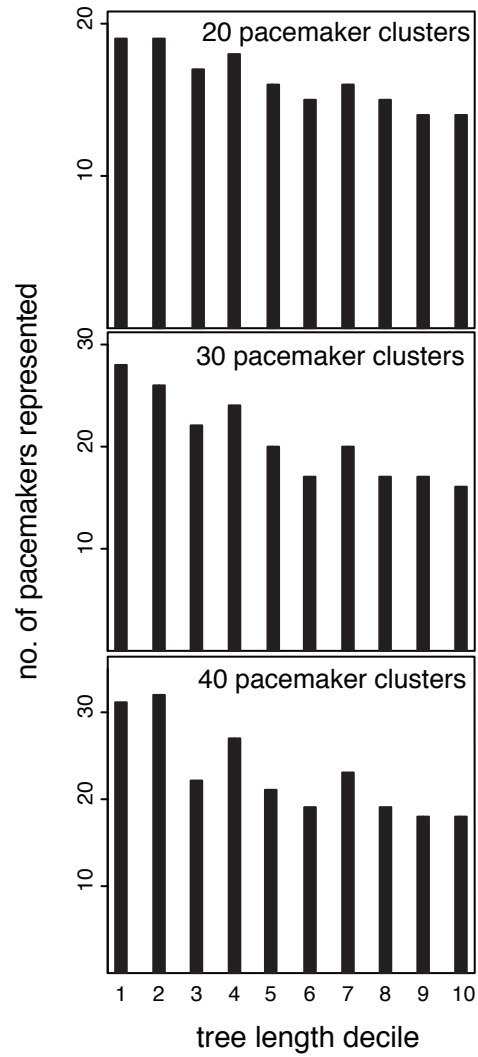 no. of pacemakers represented
20 pacemaker clusters
20
10
30 pacemaker clusters
30
20
10
40 pacemaker clusters
30
20
10
1 2 3 4 5 6 7 8 9 10
tree length decile